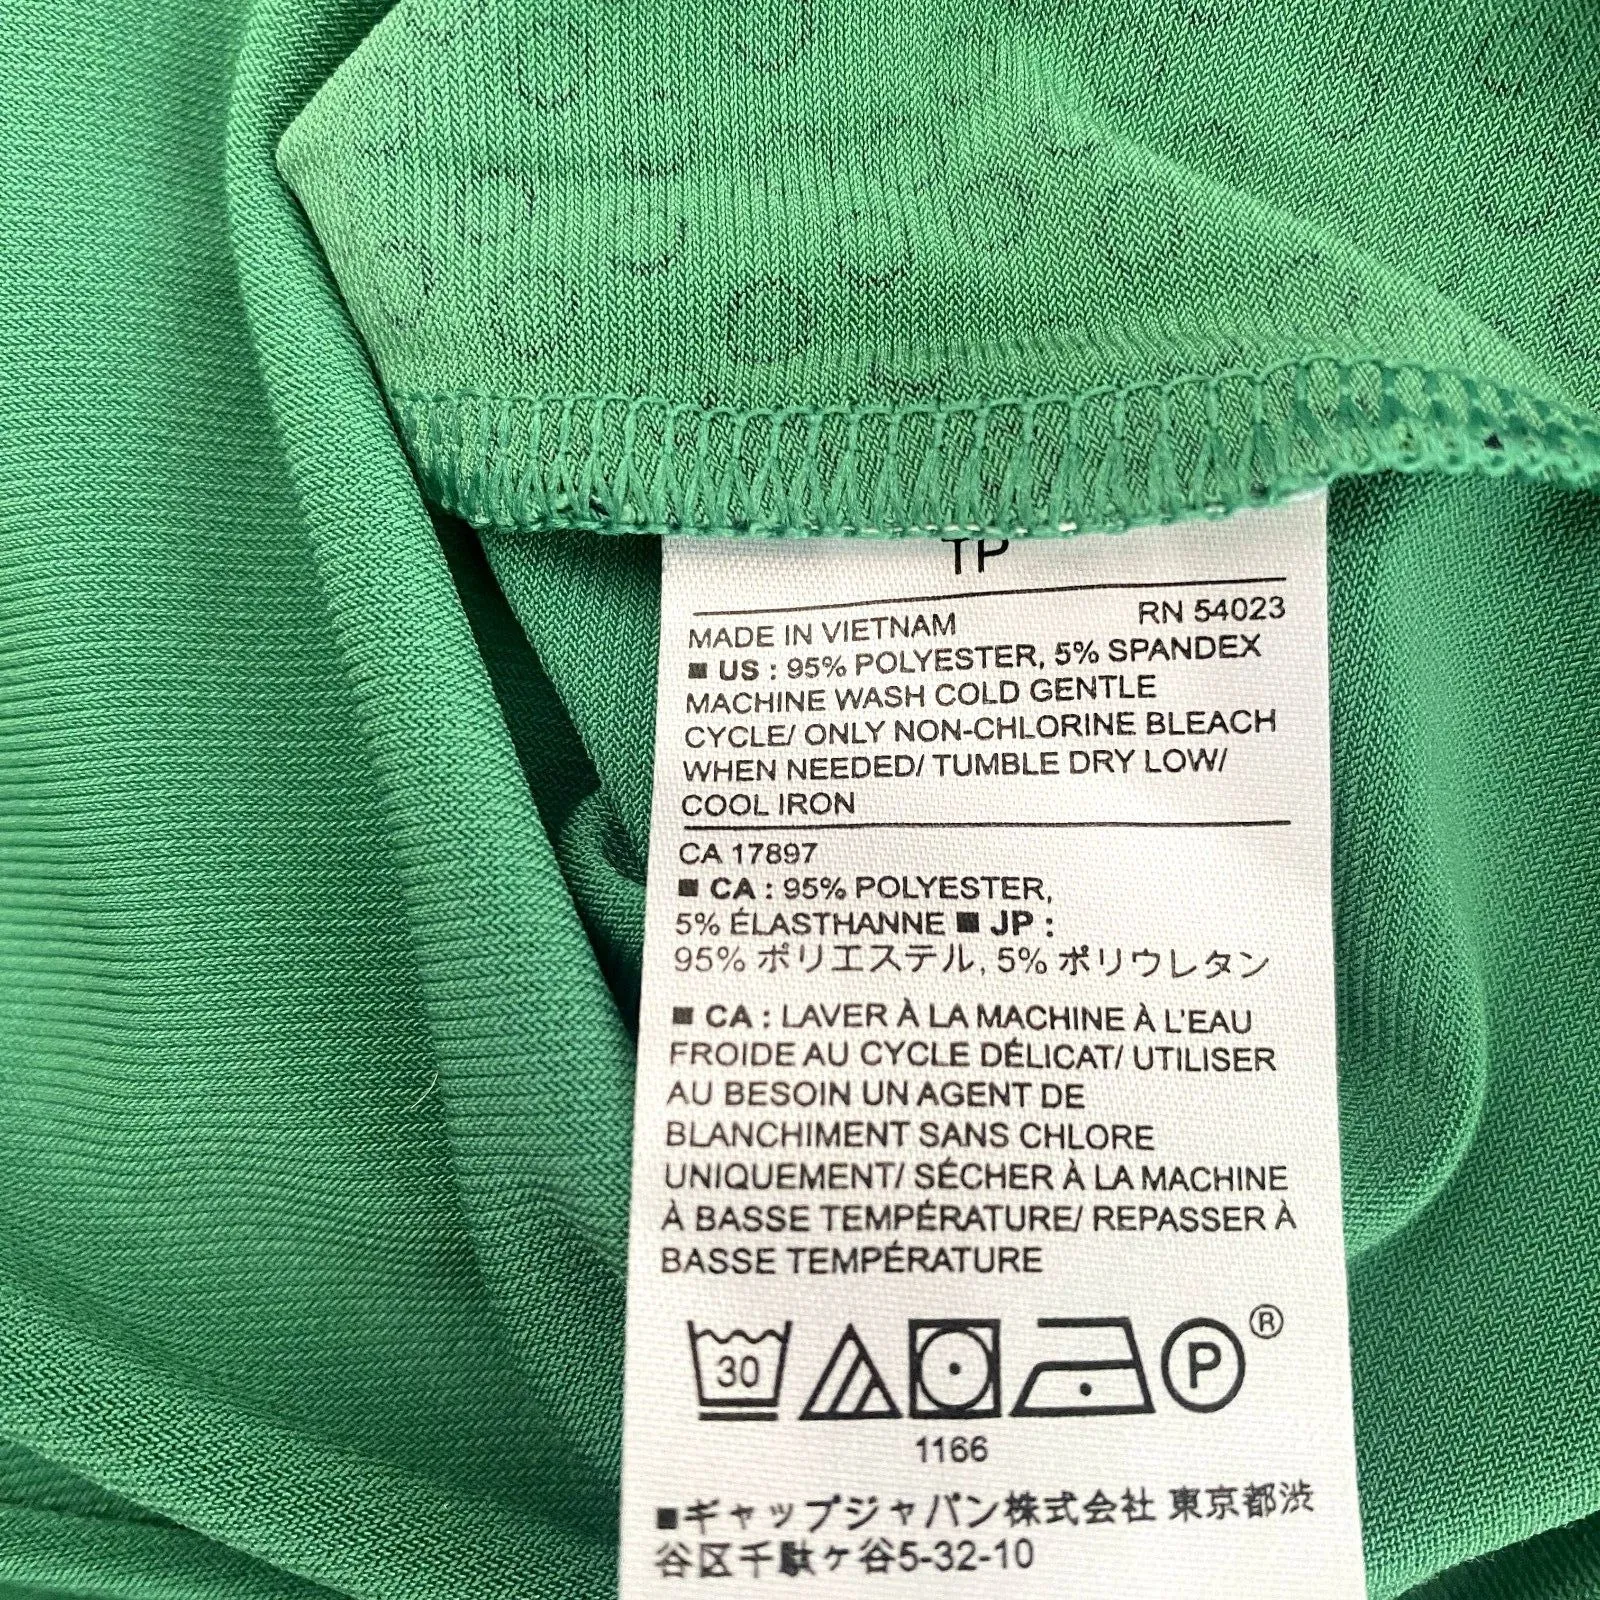 TP
MADE IN VIETNAM RN 54023
■ US : 95% POLYESTER, 5% SPANDEX
MACHINE WASH COLD GENTLE
CYCLE/ ONLY NON-CHLORINE BLEACH
WHEN NEEDED/ TUMBLE DRY LOW/
COOL IRON
CA 17897
■ CA : 95% POLYESTER,
5% ÉLASTHANNE ■ JP :
95% ポリエステル, 5% ポリウレタン
■ CA : LAVER À LA MACHINE À L'EAU
FROIDE AU CYCLE DÉLICAT/ UTILISER
AU BESOIN UN AGENT DE
BLANCHIMENT SANS CHLORE
UNIQUEMENT/ SÉCHER À LA MACHINE
À BASSE TEMPÉRATURE/ REPASSER À
BASSE TEMPÉRATURE
30 P ®
1166
■ギャップジャパン株式会社 東京都渋
谷区千駄ヶ谷5-32-10